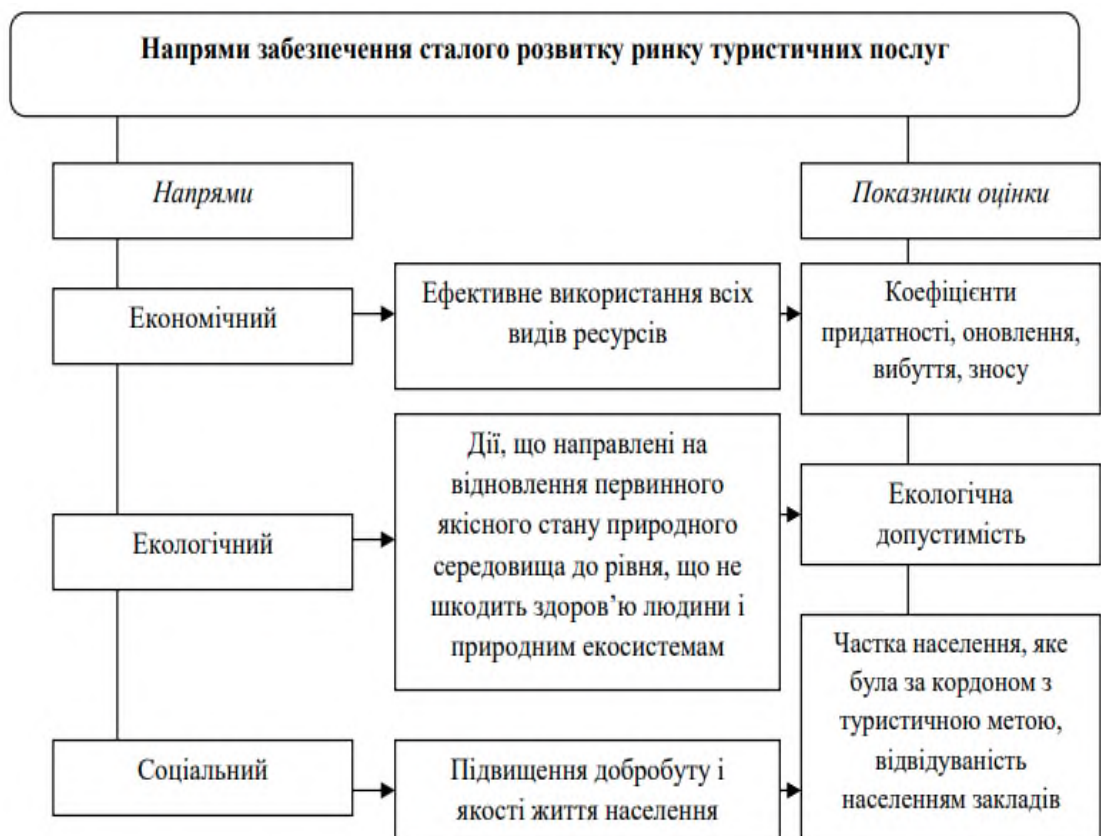 Напрями забезпечення сталого розвитку ринку туристичних послуг
Напрями
Показники оцінки
Економічний
Ефективне використання всіх
видів ресурсів
Коефіцієнти
придатності, оновлення,
вибуття, зносу
Екологічний
Дії, що направлені на
відновлення первинного
якісного стану природного
середовища до рівня, що не
шкодить здоров’ю людини і
природним екосистемам
Екологічна
допустимість
Соціальний
Підвищення добробуту і
якості життя населення
Частка населення, яке
була за кордоном з
туристичною метою,
відвідуваність
населенням закладів